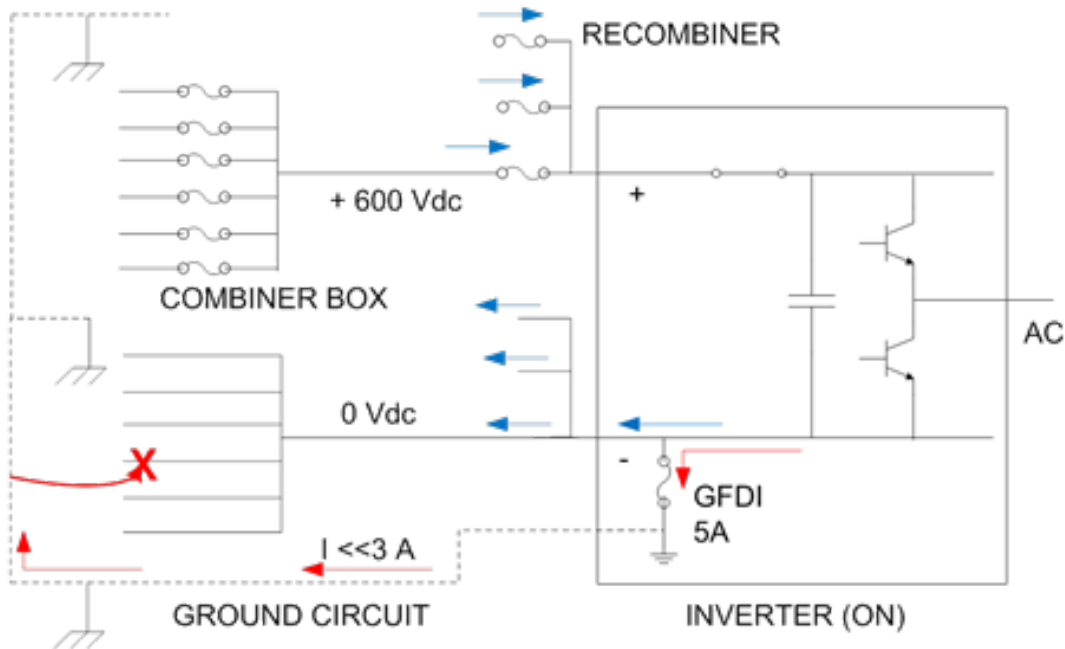 RECOMBINER
+ 600 Vdc
+
COMBINER BOX
AC
0 Vdc
-
X
GFDI
5A
I <<3 A
GROUND CIRCUIT
INVERTER (ON)